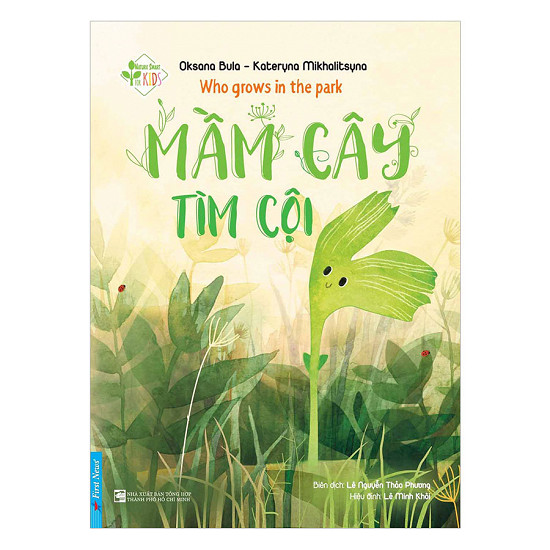 NATURE SMART
FOR KIDS
Oksana Bula - Kateryna Mikhalitsyna
Who grows in the park
MẦM CÂY
TÌM CỘI
Biên dịch: Lê Nguyễn Thảo Phương
Hiệu đính: Lê Minh Khôi
First News
NHÀ XUẤT BẢN TỔNG HỢP
THÀNH PHỐ HỒ CHÍ MINH